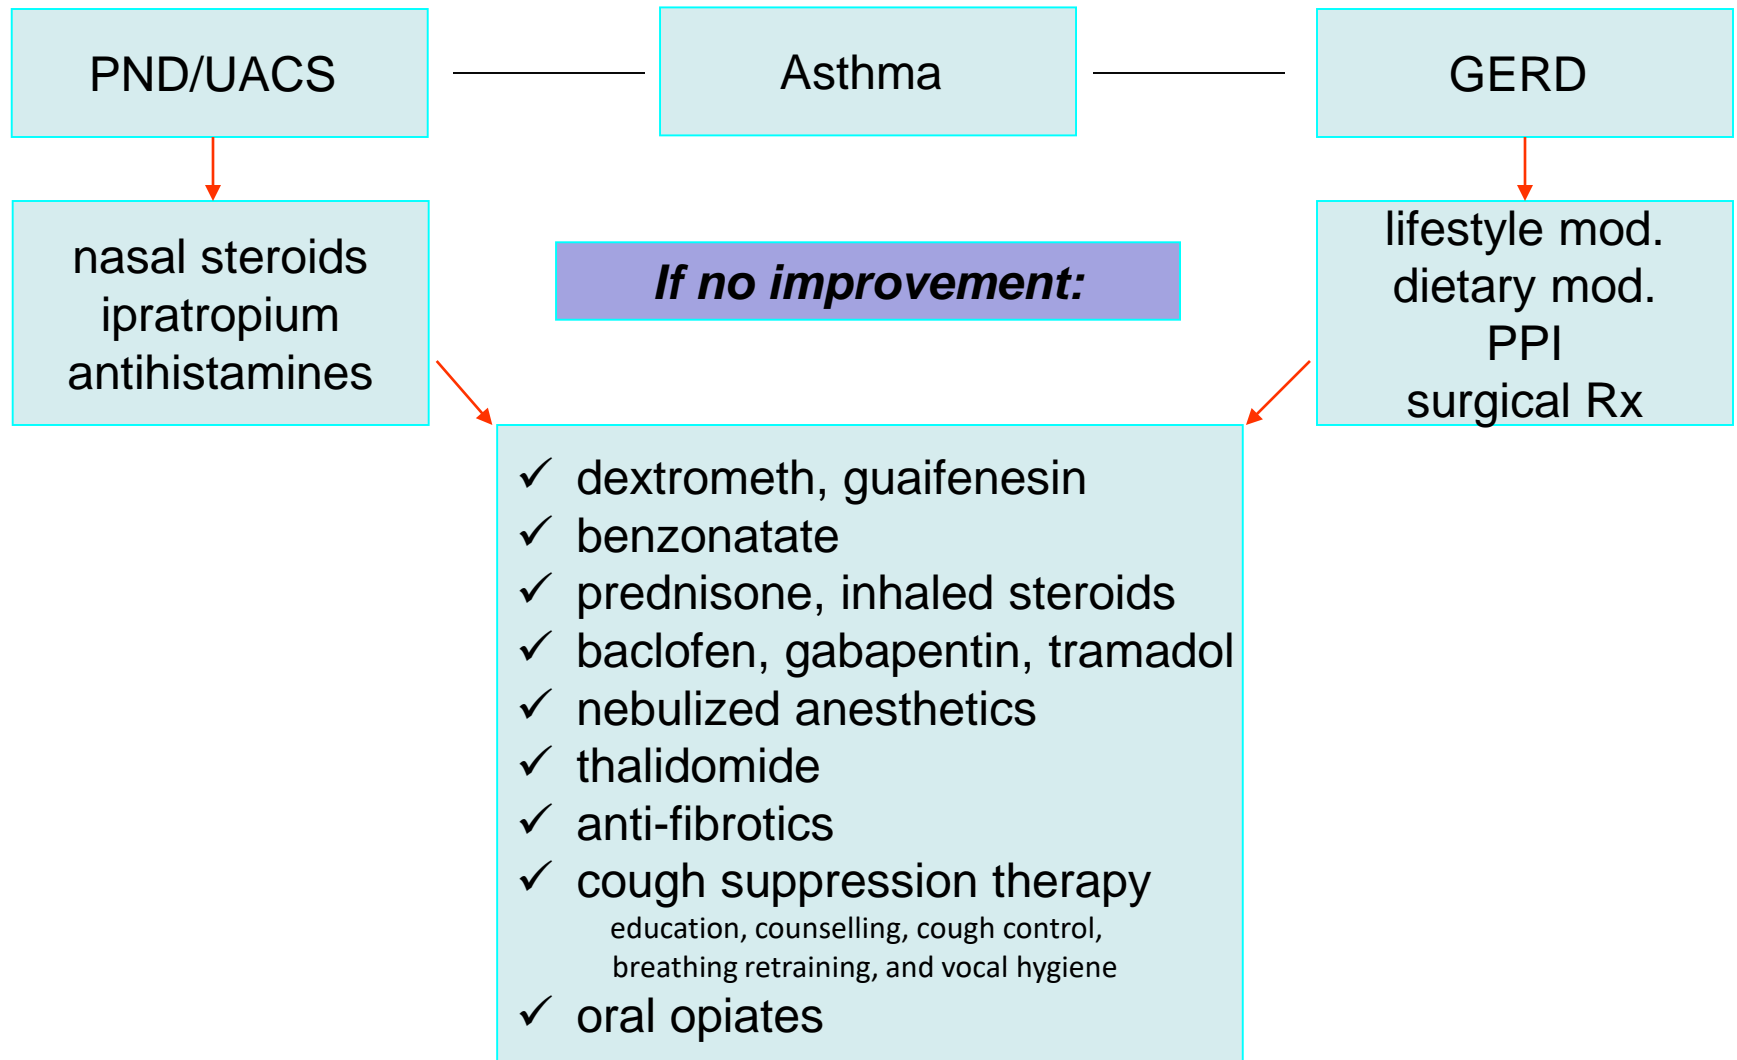 PND/UACS
Asthma
GERD
nasal steroids
ipratropium
antihistamines
If no improvement:
lifestyle mod.
dietary mod.
PPI
surgical Rx
✓ dextrometh, guaifenesin
✓ benzonatate
✓ prednisone, inhaled steroids
✓ baclofen, gabapentin, tramadol
✓ nebulized anesthetics
✓ thalidomide
✓ anti-fibrotics
✓ cough suppression therapy
education, counselling, cough control,
breathing retraining, and vocal hygiene
✓ oral opiates